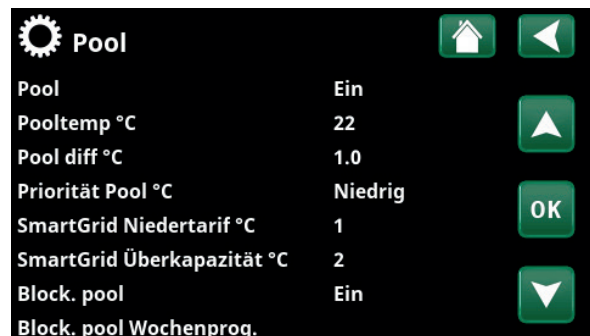 Pool
Pool Ein
Pooltemp °C 22
Pool diff °C 1.0
Priorität Pool °C Niedrig
SmartGrid Niedertarif °C 1
OK
SmartGrid Überkapazität °C 2
Block. pool Ein
Block. pool Wochenprog.